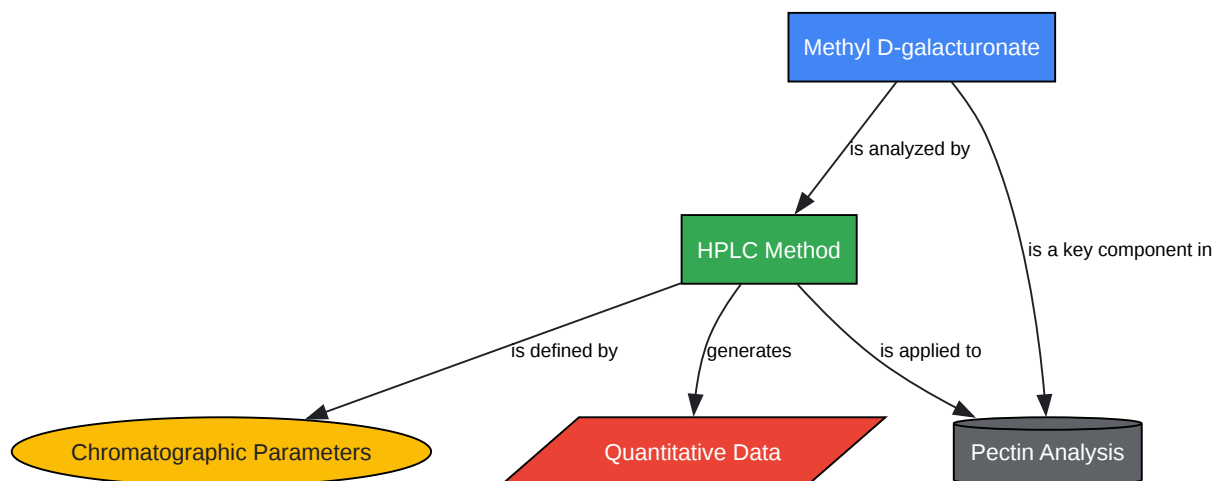 Methyl D-galacturonate
is analyzed by
HPLC Method
is a key component in
is defined by
generates
is applied to
Chromatographic Parameters
Quantitative Data
Pectin Analysis